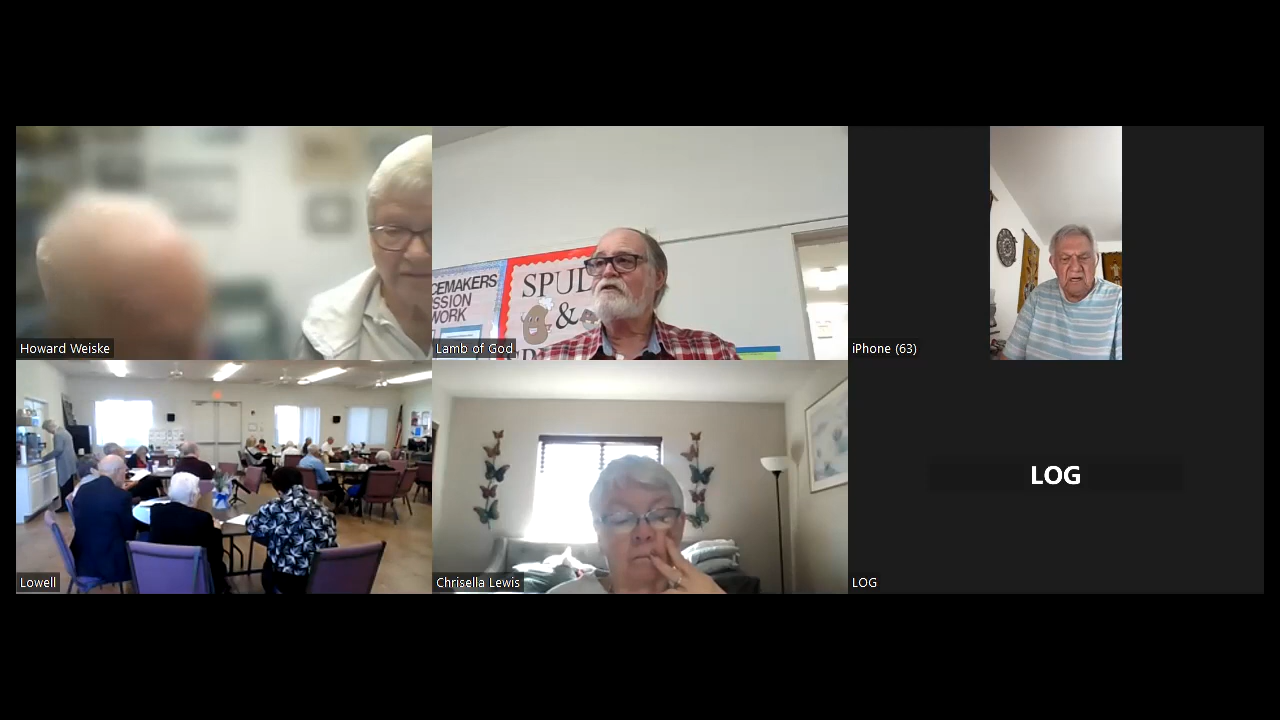 CEMAKERS
SSION
WORK
SPUD
&
Howard Weiske
Lamb of God
iPhone (63)
LOG
Lowell
Chrisella Lewis
LOG